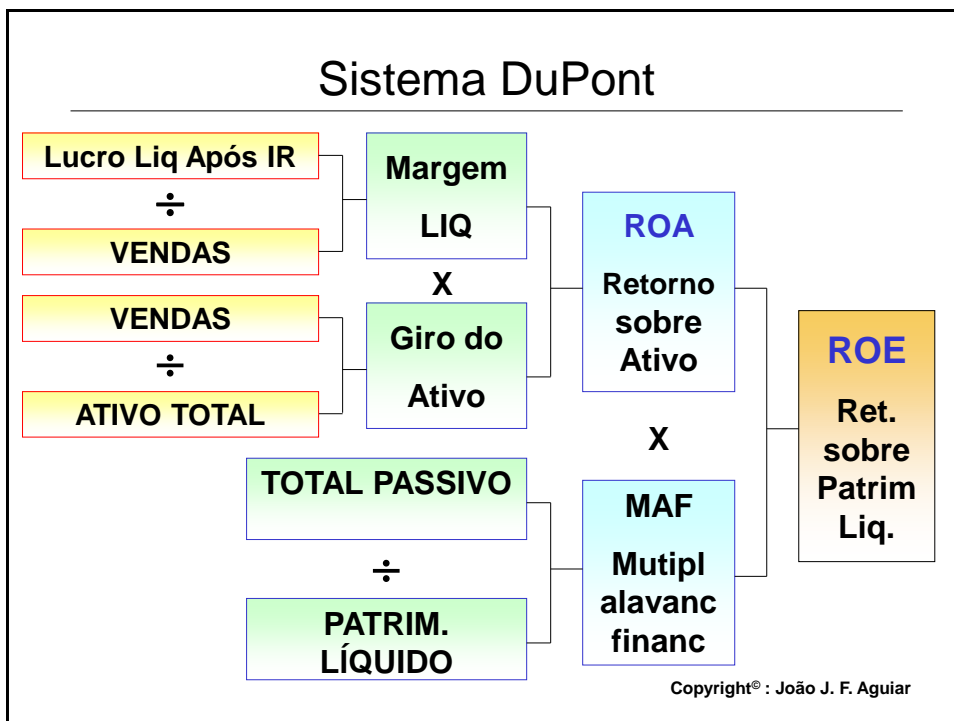 Sistema DuPont
Lucro Liq Após IR
÷
VENDAS
Margem
LIQ
X
VENDAS
÷
ATIVO TOTAL
Giro do
Ativo
ROA
Retorno
sobre
Ativo
X
TOTAL PASSIVO
÷
PATRIM.
LÍQUIDO
MAF
Mutipl
alavanc
financ
ROE
Ret.
sobre
Patrim
Liq.
Copyright© : João J. F. Aguiar